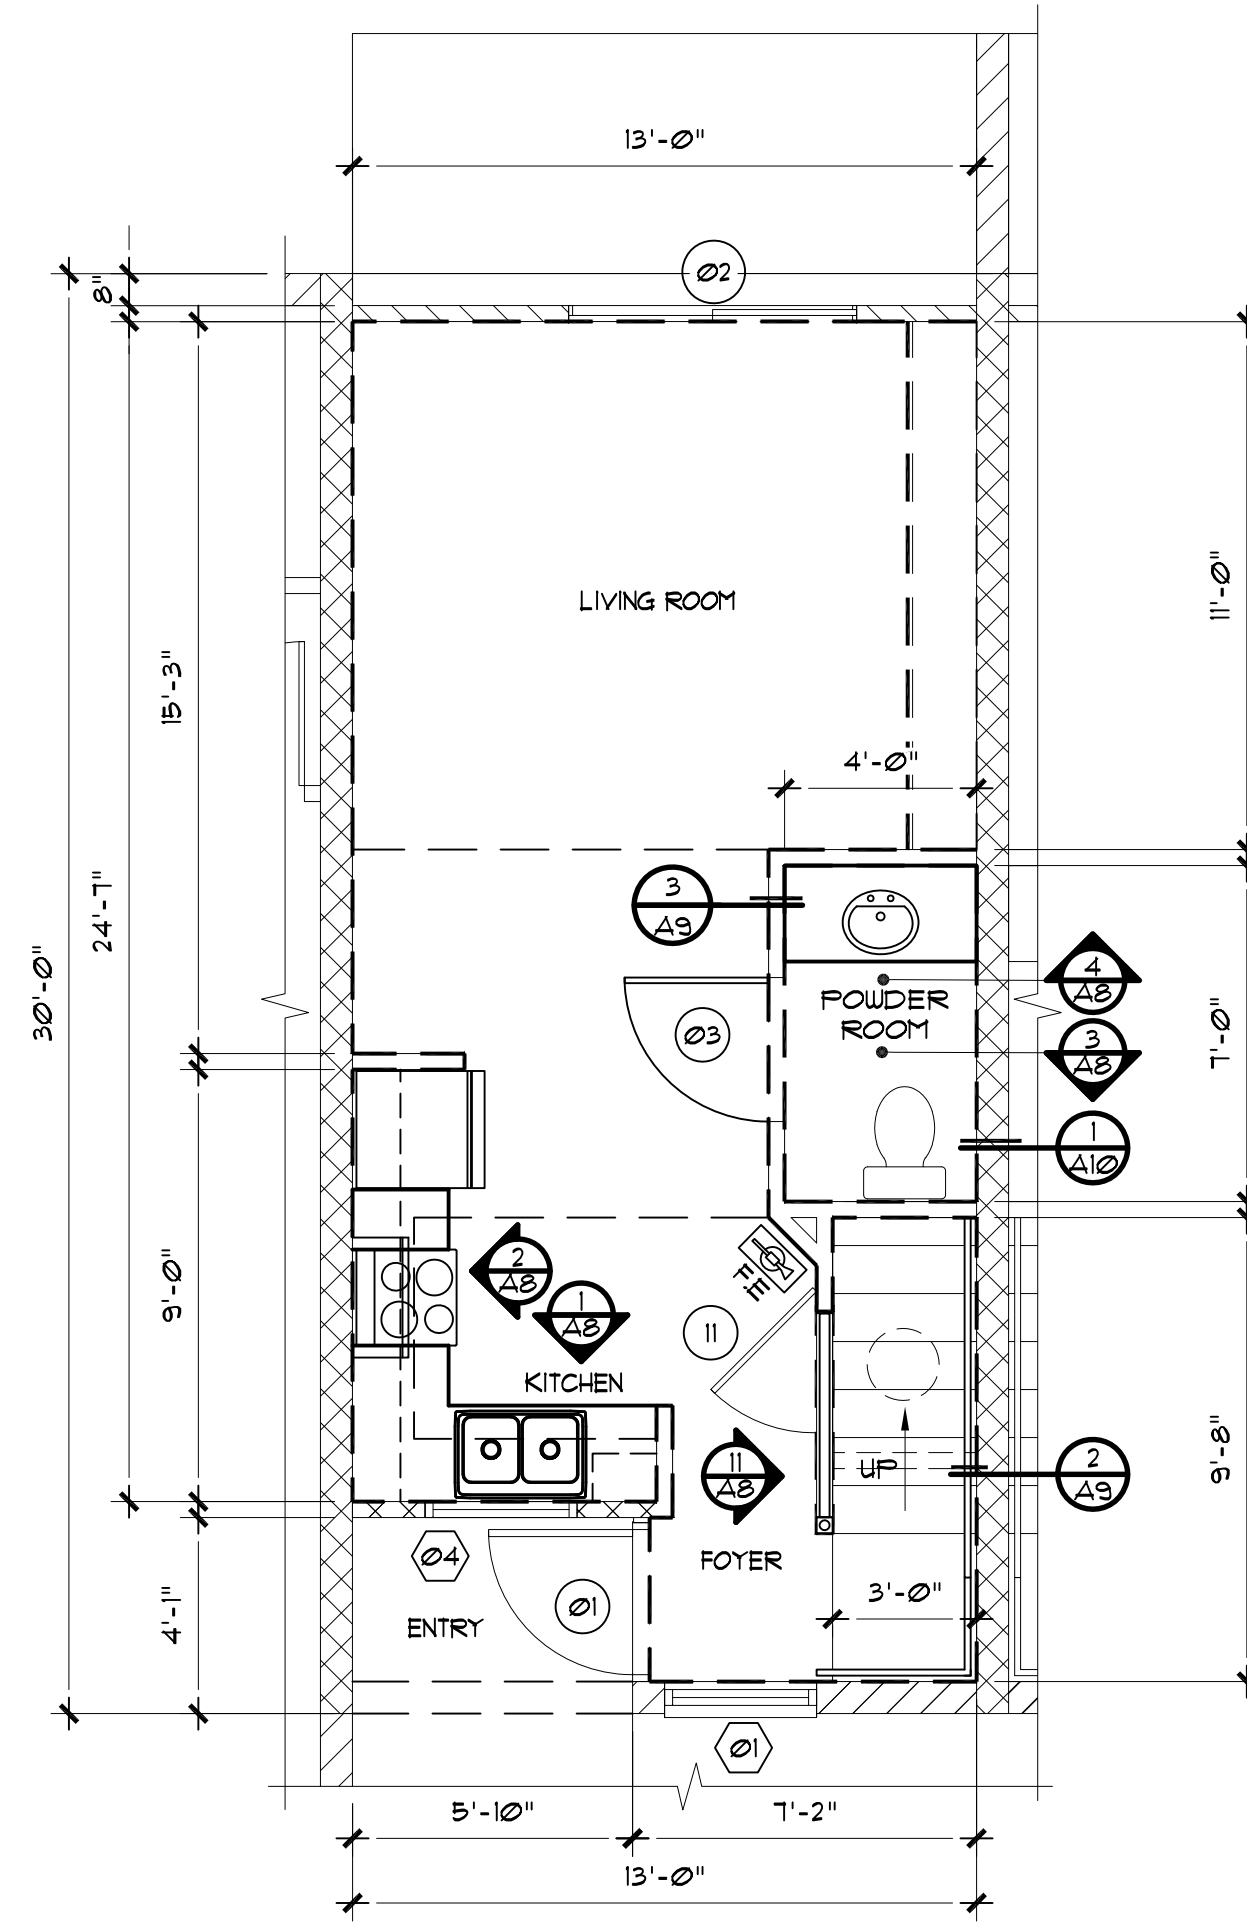 13'-0"
02
8"
LIVING ROOM
11'-0"
15'-3"
4'-0"
24'-7"
3
A9
30'-0"
4
A8
POWDER
ROOM
03
3
A8
7'-0"
1
A10
2
A8
F.E
9'-0"
1
A8
11
KITCHEN
11
A8
UP
2
A9
9'-8"
04
FOYER
01
3'-0"
ENTRY
4'-1"
01
5'-10"
7'-2"
13'-0"